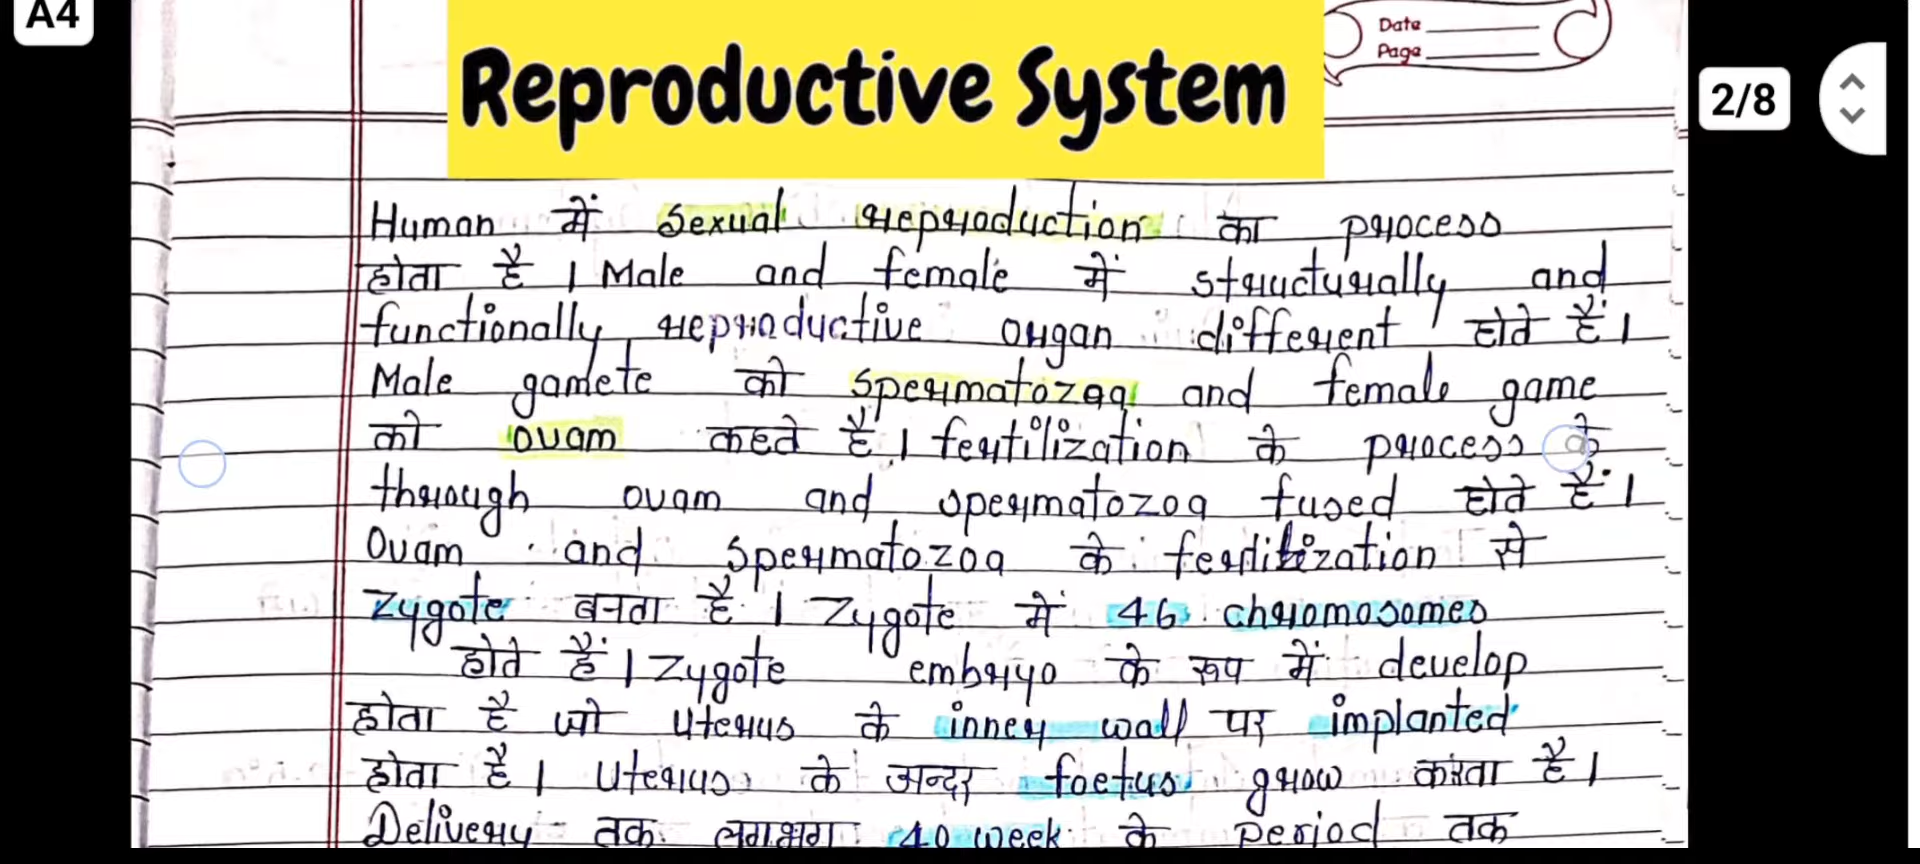 A4
Reproductive System
Date
Page
2/8
Human में Sexual reproduction का process
होता है । Male and female में structurally and
functionally reproductive organ different होते हैं।
Male gamete को spermatozoa and female game
को ovam कहते हैं । fertilization के process के
through ovam and spermatozoa fused होते हैं।
Ovam and spermatozoa के fertilization से
zygote बनता है । Zygote में 46 chromosomes
होते हैं । Zygote embryo के रूप में develop
होता है जो uterus के inner wall पर implanted
होता है । Uterus के अन्दर foetus grow करता है ।
Delivery तक लगभग 40 week के period तक